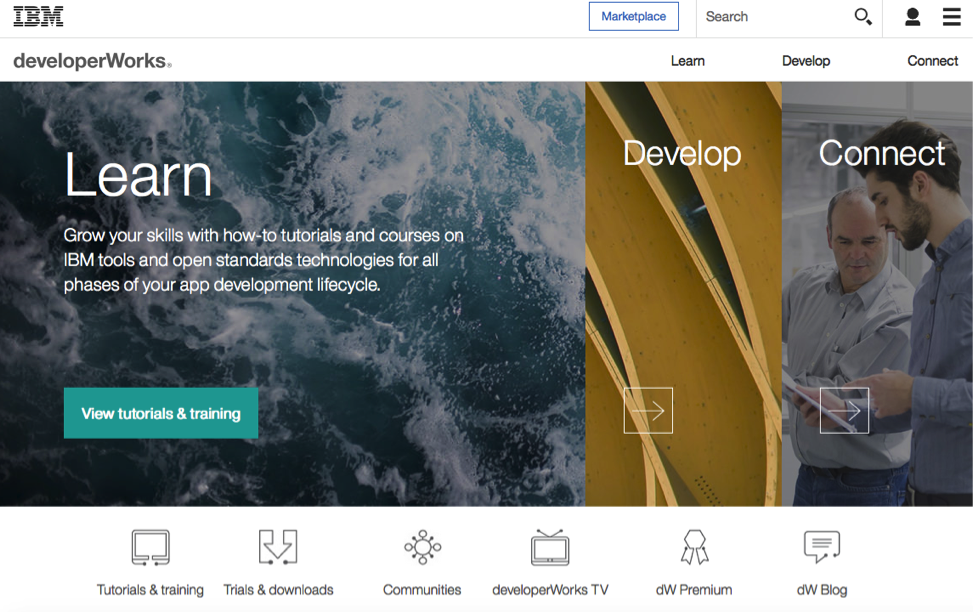 IBM
Marketplace
Search
developerWorks®
Learn
Develop
Connect
Learn
Grow your skills with how-to tutorials and courses on
IBM tools and open standards technologies for all
phases of your app development lifecycle.
View tutorials & training
Develop
Connect
Tutorials & training
Trials & downloads
Communities
developerWorks TV
dW Premium
dW Blog